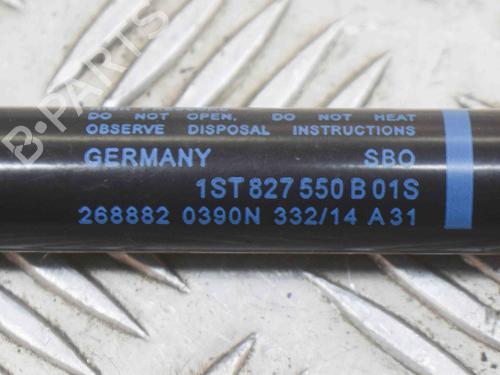 DO NOT OPEN. DO NOT HEAT
OBSERVE DISPOSAL INSTRUCTIONS
GERMANY SBO
1ST 827 550 B 01S
268882 0390N 332/14 A31
B-PARTS